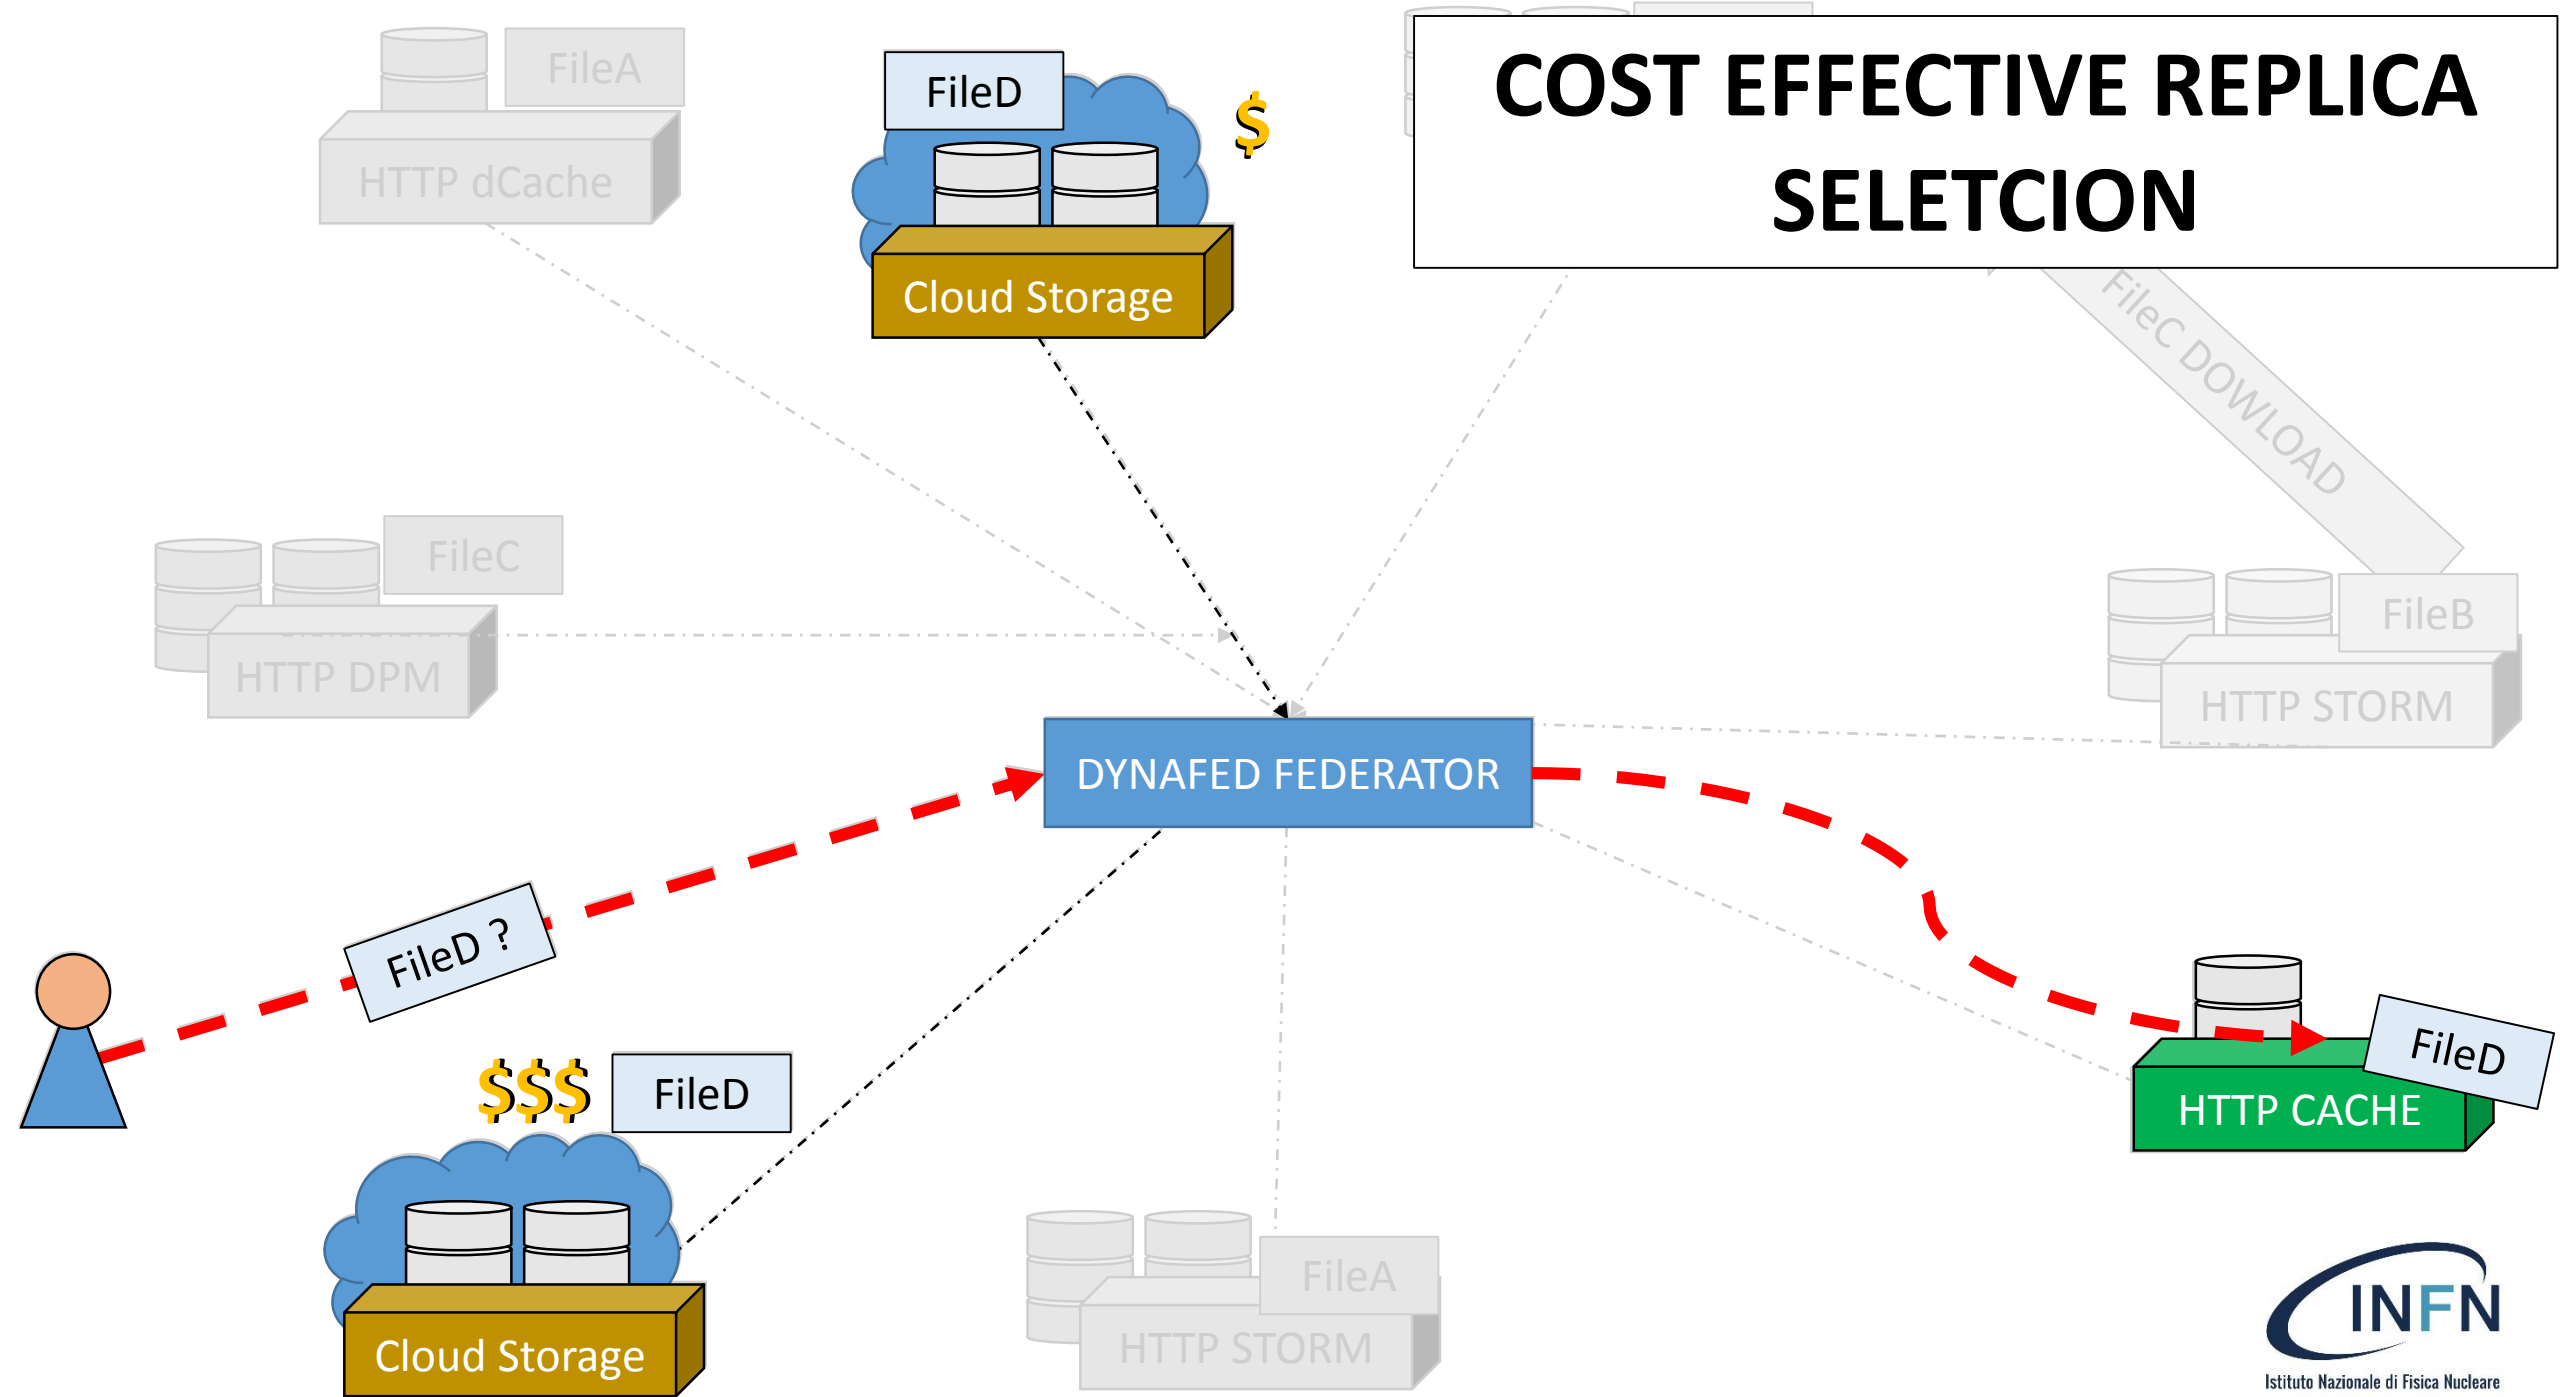 FileA
HTTP dCache
FileD
$
Cloud Storage
COST EFFECTIVE REPLICA
SELETCION
FileC DOWLOAD
FileC
HTTP DPM
FileB
HTTP STORM
DYNAFED FEDERATOR
FileD ?
$$$
FileD
Cloud Storage
FileA
HTTP STORM
FileD
HTTP CACHE
INFN
Istituto Nazionale di Fisica Nucleare